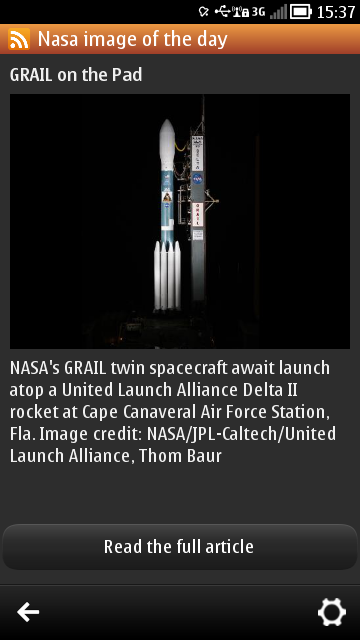 3G 15:37
Nasa image of the day
GRAIL on the Pad
NASA's GRAIL twin spacecraft await launch
atop a United Launch Alliance Delta II
rocket at Cape Canaveral Air Force Station,
Fla. Image credit: NASA/JPL-Caltech/United
Launch Alliance, Thom Baur
Read the full article